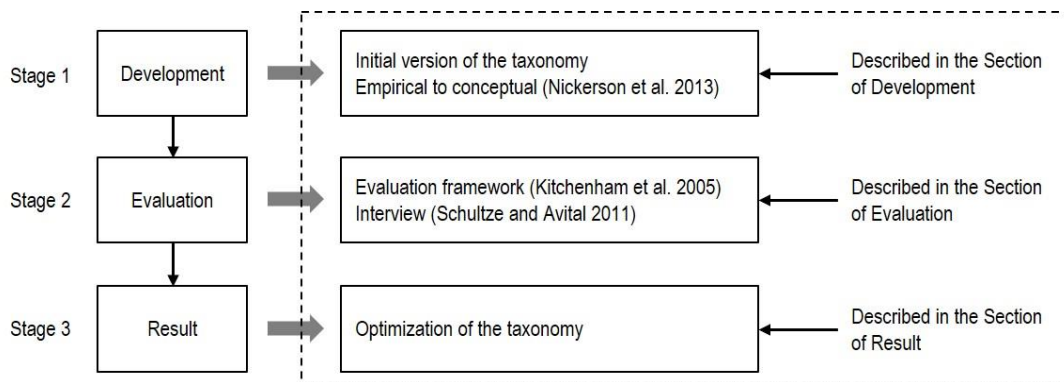 Stage 1
Development
Initial version of the taxonomy
Empirical to conceptual (Nickerson et al. 2013)
Described in the Section
of Development
Stage 2
Evaluation
Evaluation framework (Kitchenham et al. 2005)
Interview (Schultze and Avital 2011)
Described in the Section
of Evaluation
Stage 3
Result
Optimization of the taxonomy
Described in the Section
of Result